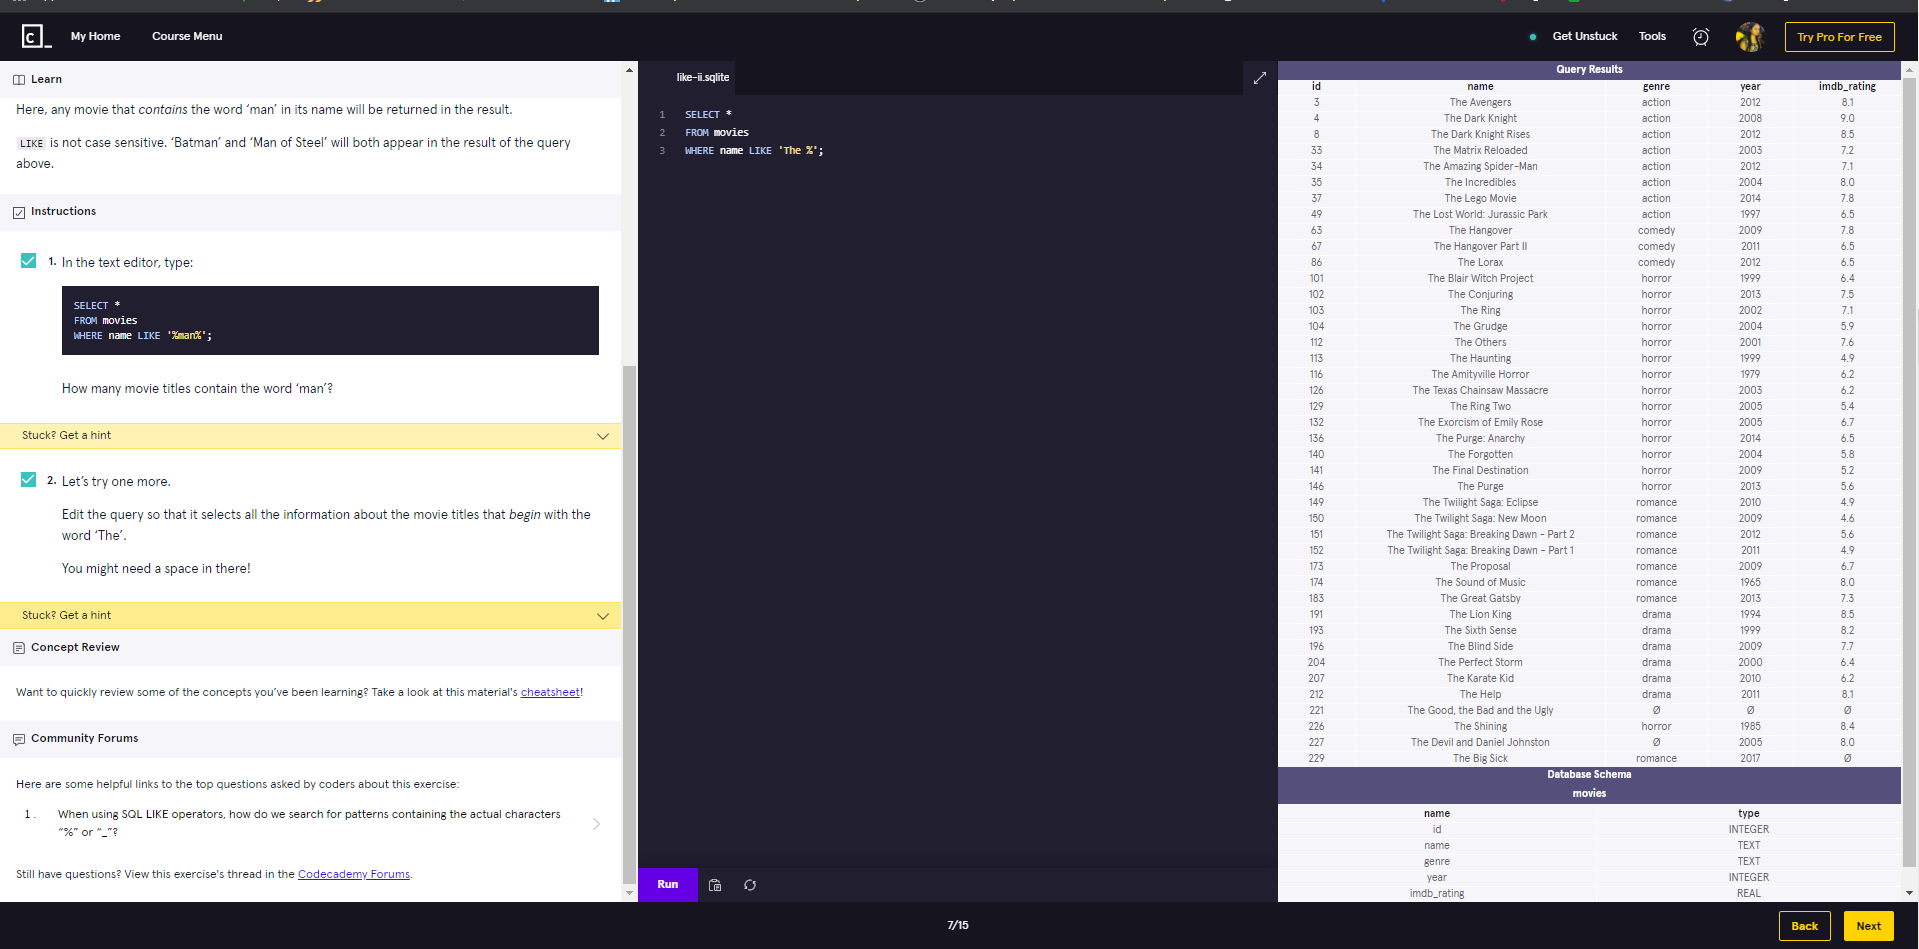 C_
My Home
Course Menu
Get Unstuck
Tools
Try Pro For Free
Learn
Here, any movie that contains the word ‘man’ in its name will be returned in the result.
LIKE is not case sensitive. ‘Batman’ and ‘Man of Steel’ will both appear in the result of the query
above.
Instructions
1. In the text editor, type:
SELECT *
FROM movies
WHERE name LIKE '%man%';
How many movie titles contain the word ‘man’?
Stuck? Get a hint
2. Let’s try one more.
Edit the query so that it selects all the information about the movie titles that begin with the
word ‘The’.
You might need a space in there!
Stuck? Get a hint
Concept Review
Want to quickly review some of the concepts you’ve been learning? Take a look at this material's cheatsheet!
Community Forums
Here are some helpful links to the top questions asked by coders about this exercise:
1. When using SQL LIKE operators, how do we search for patterns containing the actual characters
“%” or “_”?
Still have questions? View this exercise's thread in the Codecademy Forums.
like-ii.sqlite
1 SELECT *
2 FROM movies
3 WHERE name LIKE 'The %';
Run
Query Results
id name genre year imdb_rating
3 The Avengers action 2012 8.1
4 The Dark Knight action 2008 9.0
8 The Dark Knight Rises action 2012 8.5
33 The Matrix Reloaded action 2003 7.2
34 The Amazing Spider-Man action 2012 7.1
35 The Incredibles action 2004 8.0
37 The Lego Movie action 2014 7.8
49 The Lost World: Jurassic Park action 1997 6.5
63 The Hangover comedy 2009 7.8
67 The Hangover Part II comedy 2011 6.5
86 The Lorax comedy 2012 6.5
101 The Blair Witch Project horror 1999 6.4
102 The Conjuring horror 2013 7.5
103 The Ring horror 2002 7.1
104 The Grudge horror 2004 5.9
112 The Others horror 2001 7.6
113 The Haunting horror 1999 4.9
116 The Amityville Horror horror 1979 6.2
126 The Texas Chainsaw Massacre horror 2003 6.2
129 The Ring Two horror 2005 5.4
132 The Exorcism of Emily Rose horror 2005 6.7
136 The Purge: Anarchy horror 2014 6.5
140 The Forgotten horror 2004 5.8
141 The Final Destination horror 2009 5.2
146 The Purge horror 2013 5.6
149 The Twilight Saga: Eclipse romance 2010 4.9
150 The Twilight Saga: New Moon romance 2009 4.6
151 The Twilight Saga: Breaking Dawn - Part 2 romance 2012 5.6
152 The Twilight Saga: Breaking Dawn - Part 1 romance 2011 4.9
173 The Proposal romance 2009 6.7
174 The Sound of Music romance 1965 8.0
183 The Great Gatsby romance 2013 7.3
191 The Lion King drama 1994 8.5
193 The Sixth Sense drama 1999 8.2
196 The Blind Side drama 2009 7.7
204 The Perfect Storm drama 2000 6.4
207 The Karate Kid drama 2010 6.2
212 The Help drama 2011 8.1
221 The Good, the Bad and the Ugly Ø Ø Ø
226 The Shining horror 1985 8.4
227 The Devil and Daniel Johnston Ø 2005 8.0
229 The Big Sick romance 2017 Ø
Database Schema
movies
name type
id INTEGER
name TEXT
genre TEXT
year INTEGER
imdb_rating REAL
7/15
Back
Next